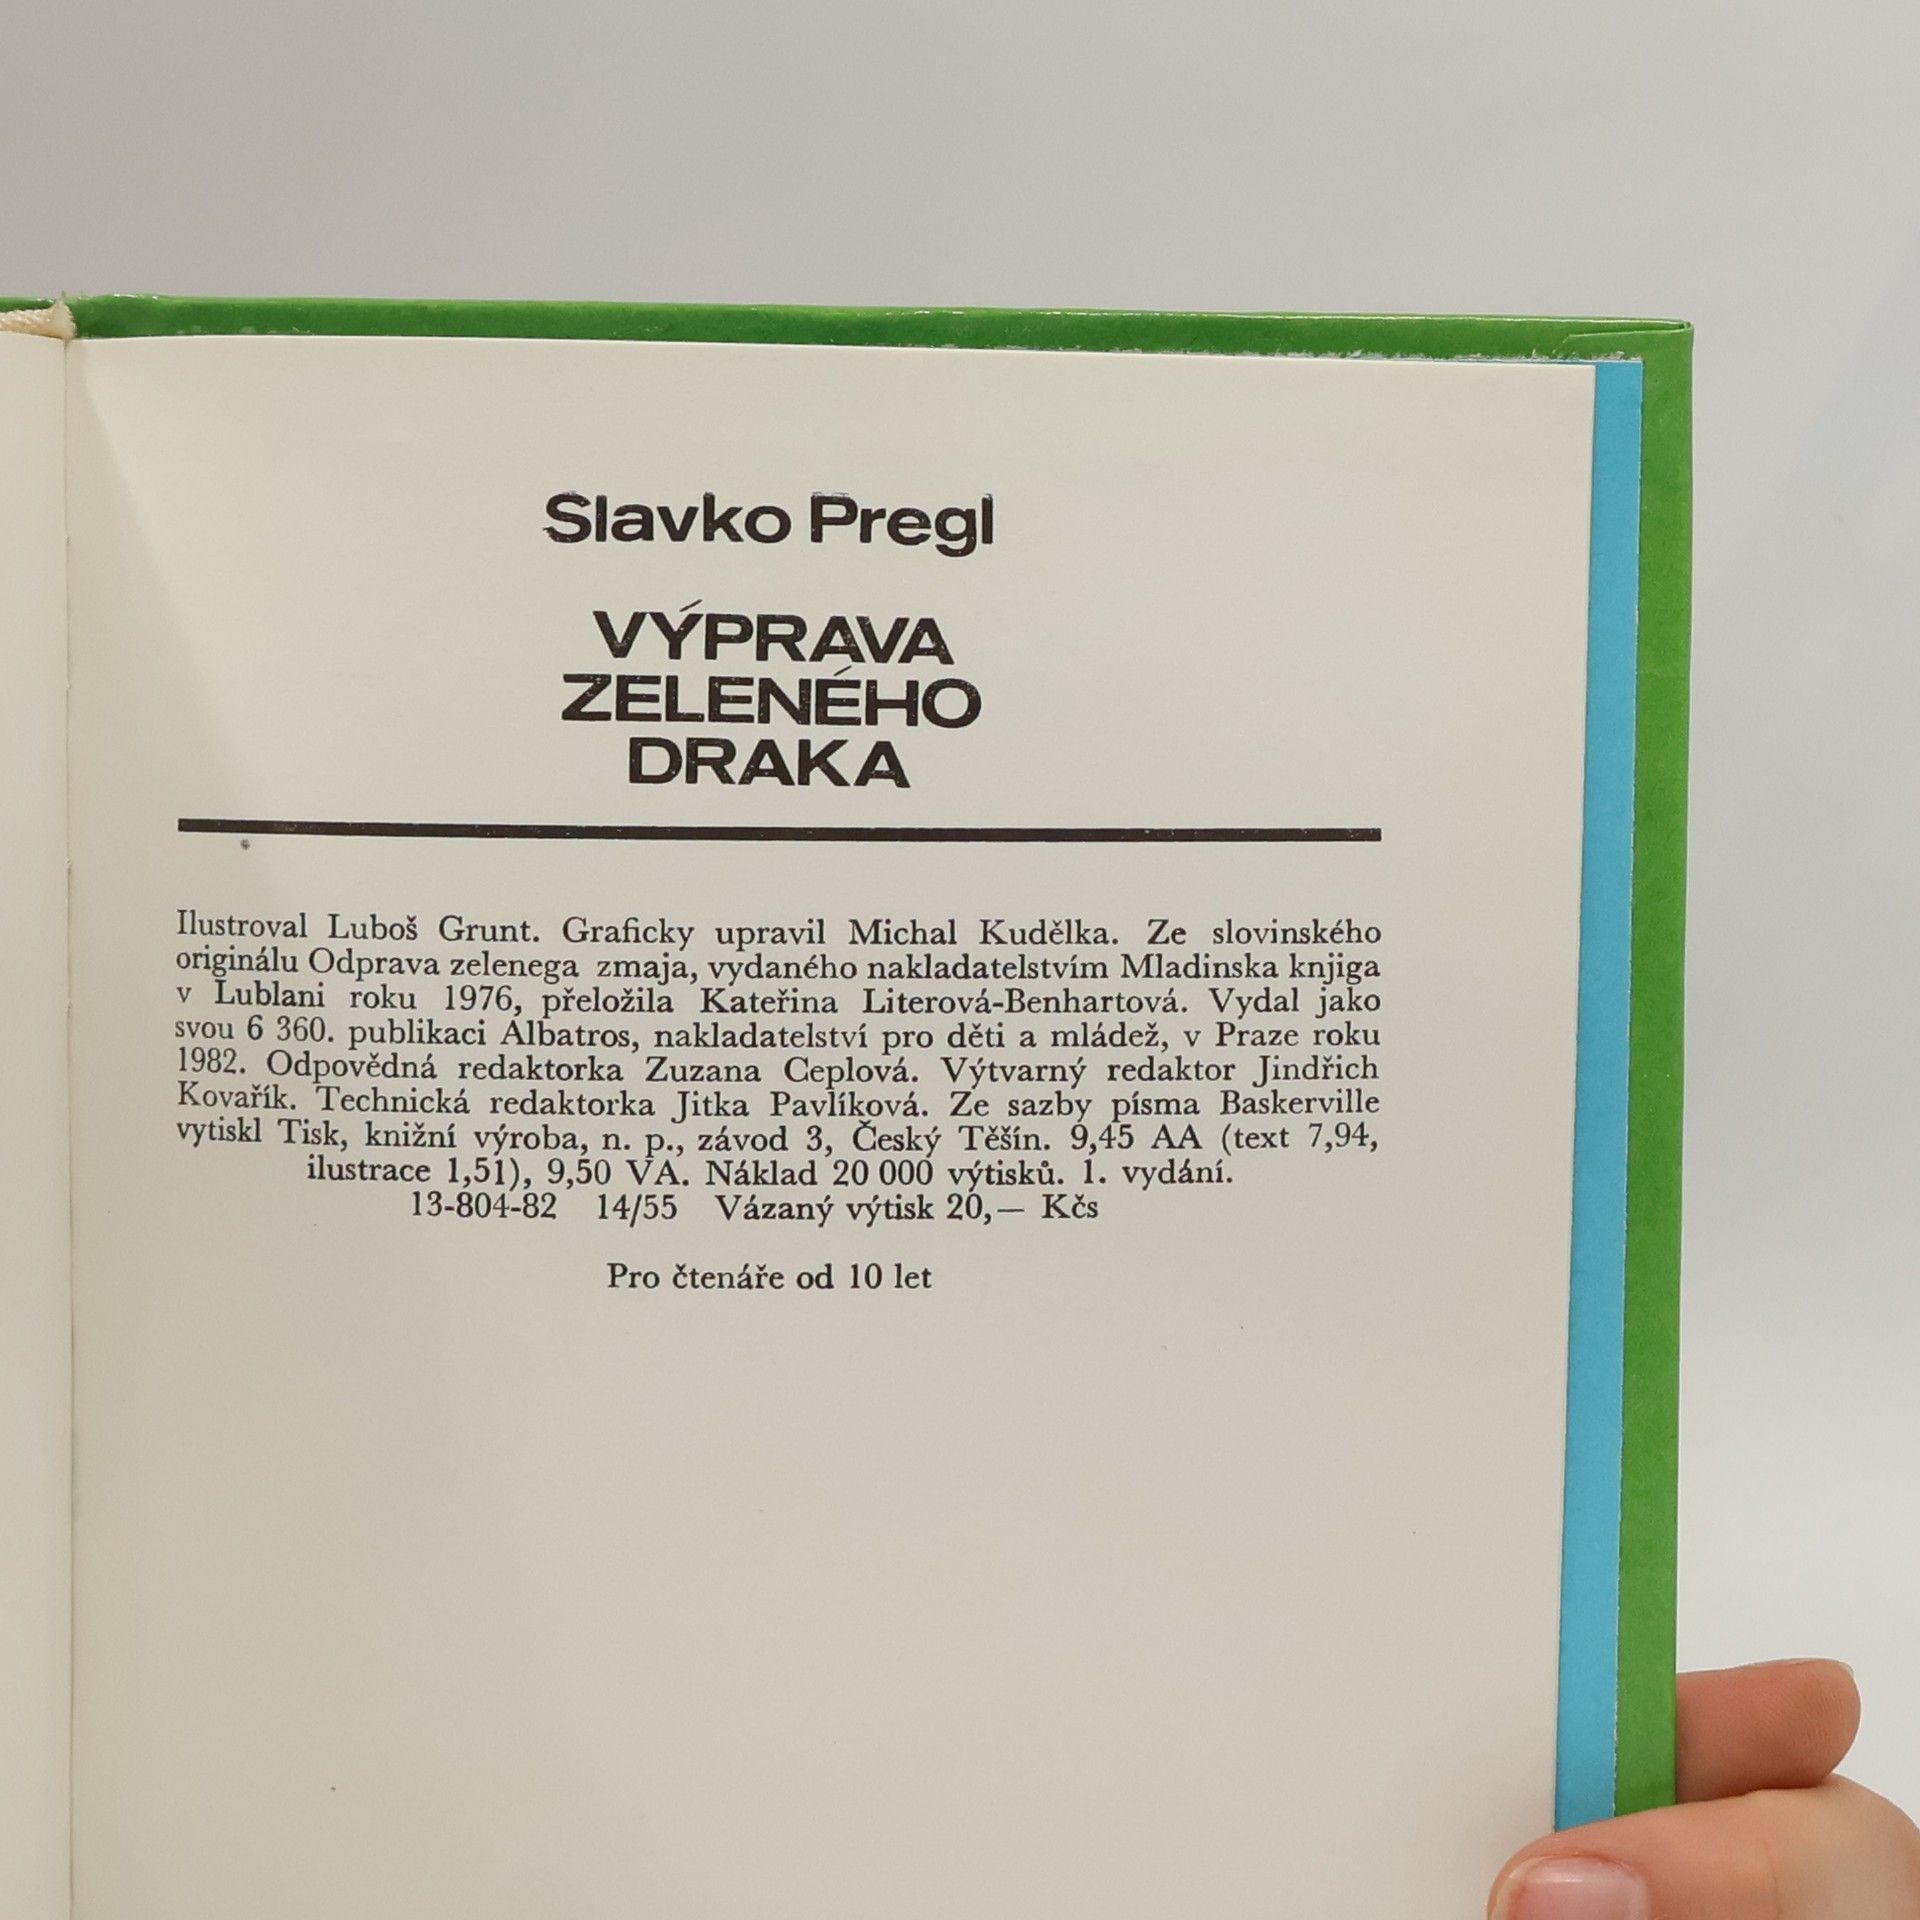 Slavko Pregl
VÝPRAVA
ZELENÉHO
DRAKA
Ilustroval Luboš Grunt. Graficky upravil Michal Kudělka. Ze slovinského
originálu Odprava zelenega zmaja, vydaného nakladatelstvím Mladinska knjiga
v Lublani roku 1976, přeložila Kateřina Literová-Benhartová. Vydal jako
svou 6 360. publikaci Albatros, nakladatelství pro děti a mládež, v Praze roku
1982. Odpovědná redaktorka Zuzana Ceplová. Výtvarný redaktor Jindřich
Kovařík. Technická redaktorka Jitka Pavlíková. Ze sazby písma Baskerville
vytiskl Tisk, knižní výroba, n. p., závod 3, Český Těšín. 9,45 AA (text 7,94,
ilustrace 1,51), 9,50 VA. Náklad 20 000 výtisků. 1. vydání.
13-804-82 14/55 Vázaný výtisk 20,— Kčs
Pro čtenáře od 10 let